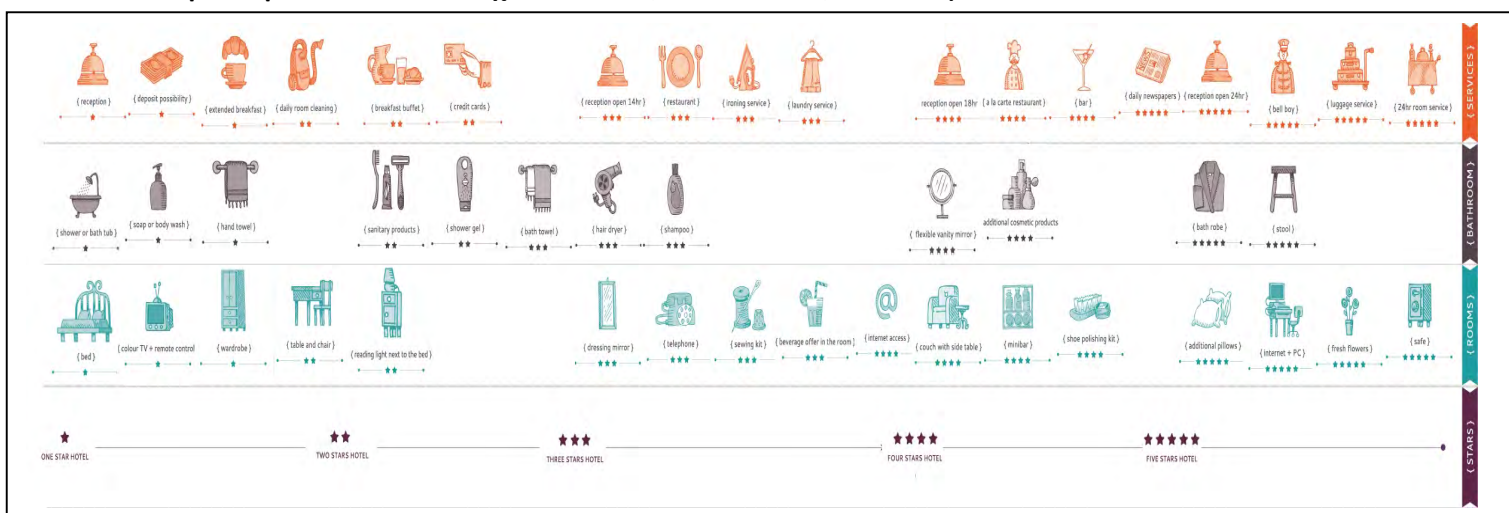 { reception }
{ deposit possibility }
{ extended breakfast }
{ daily room cleaning }
{ breakfast buffet }
{ credit cards }
{ reception open 14hr }
{ restaurant }
{ ironing service }
{ laundry service }
reception open 18hr
{ a la carte restaurant }
{ bar }
{ daily newspapers }
{ reception open 24hr }
{ bell boy }
{ luggage service }
{ 24hr room service }
{ SERVICES }
{ shower or bath tub }
{ soap or body wash }
{ hand towel }
{ sanitary products }
{ shower gel }
{ bath towel }
{ hair dryer }
{ shampoo }
{ flexible vanity mirror }
additional cosmetic products
{ bath robe }
{ stool }
{ BATHROOM }
{ bed }
{ colour TV + remote control
{ wardrobe }
{ table and chair }
{ reading light next to the bed }
{ dressing mirror }
{ telephone }
{ sewing kit }
{ beverage offer in the room }
{ internet access }
{ couch with side table }
{ minibar }
{ shoe polishing kit }
{ additional pillows }
{ internet + PC }
{ fresh flowers }
{ safe }
{ ROOMS }
ONE STAR HOTEL
TWO STARS HOTEL
THREE STARS HOTEL
FOUR STARS HOTEL
FIVE STARS HOTEL
{ STARS }